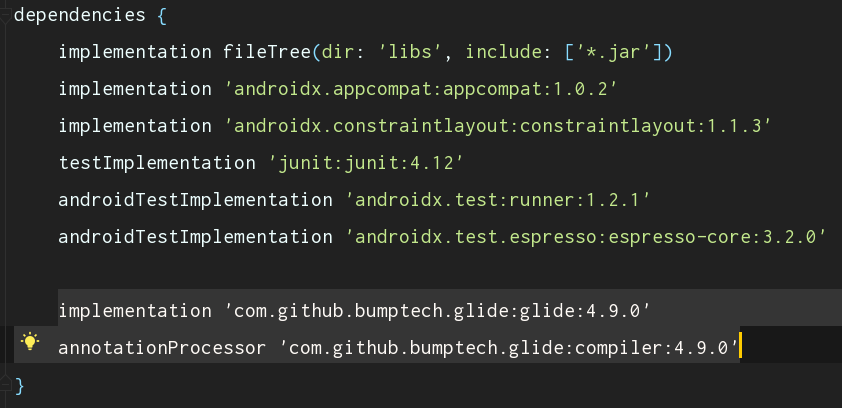 dependencies {
    implementation fileTree(dir: 'libs', include: ['*.jar'])
    implementation 'androidx.appcompat:appcompat:1.0.2'
    implementation 'androidx.constraintlayout:constraintlayout:1.1.3'
    testImplementation 'junit:junit:4.12'
    androidTestImplementation 'androidx.test:runner:1.2.1'
    androidTestImplementation 'androidx.test.espresso:espresso-core:3.2.0'
    implementation 'com.github.bumptech.glide:glide:4.9.0'
    annotationProcessor 'com.github.bumptech.glide:compiler:4.9.0'
}